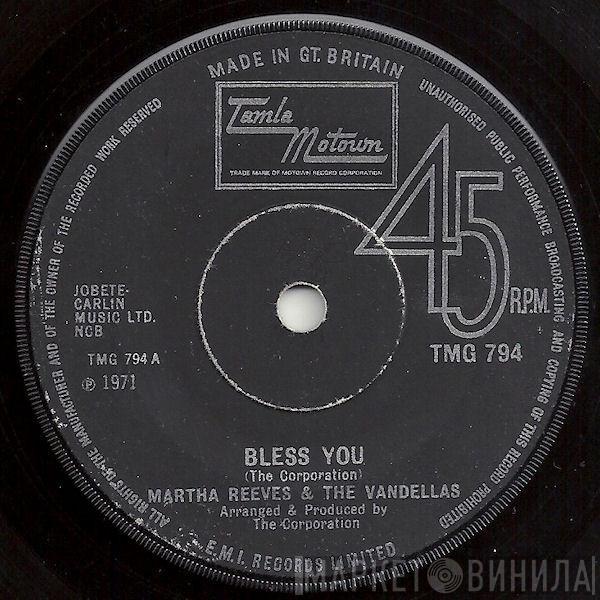 MADE IN GT. BRITAIN
UNAUTHORISED PUBLIC PERFORMANCE BROADCASTING AND COPYING OF THIS RECORD PROHIBITED
ALL RIGHTS OF THE MANUFACTURER AND OF THE OWNER OF THE RECORDED WORK RESERVED
Tamla
Motown
TRADE MARK OF MOTOWN RECORD CORPORATION
45
R.P.M.
TMG 794
JOBETE-
CARLIN
MUSIC LTD.
NCB
TMG 794 A
℗ 1971
BLESS YOU
(The Corporation)
MARTHA REEVES & THE VANDELLAS
Arranged & Produced by
The Corporation
E.M.I. RECORDS LIMITED
МАРКЕТ ВИНИЛА